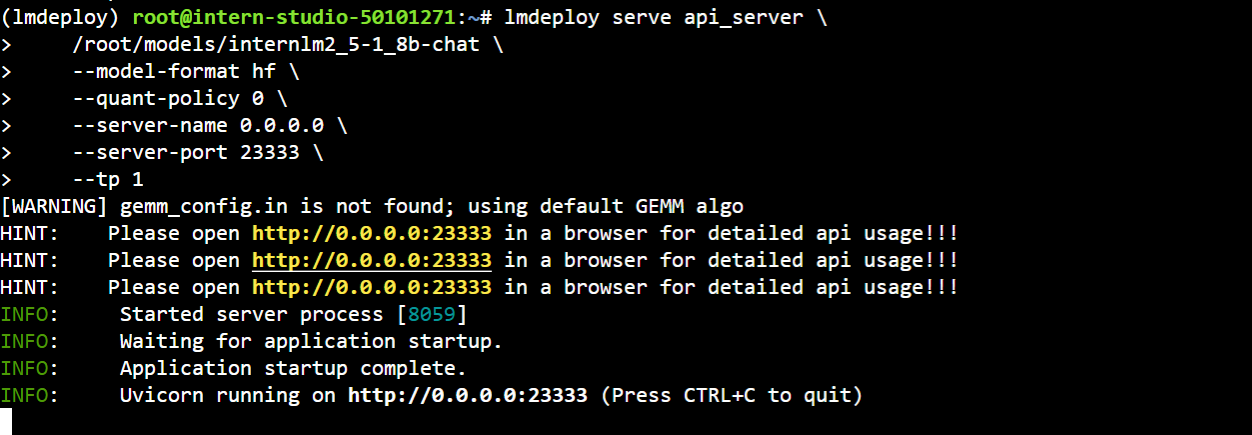 (lmdeploy) root@intern-studio-50101271:~# lmdeploy serve api_server \
>     /root/models/internlm2_5-1_8b-chat \
>     --model-format hf \
>     --quant-policy 0 \
>     --server-name 0.0.0.0 \
>     --server-port 23333 \
>     --tp 1
[WARNING] gemm_config.in is not found; using default GEMM algo
HINT:    Please open http://0.0.0.0:23333 in a browser for detailed api usage!!!
HINT:    Please open http://0.0.0.0:23333 in a browser for detailed api usage!!!
HINT:    Please open http://0.0.0.0:23333 in a browser for detailed api usage!!!
INFO:     Started server process [8059]
INFO:     Waiting for application startup.
INFO:     Application startup complete.
INFO:     Uvicorn running on http://0.0.0.0:23333 (Press CTRL+C to quit)